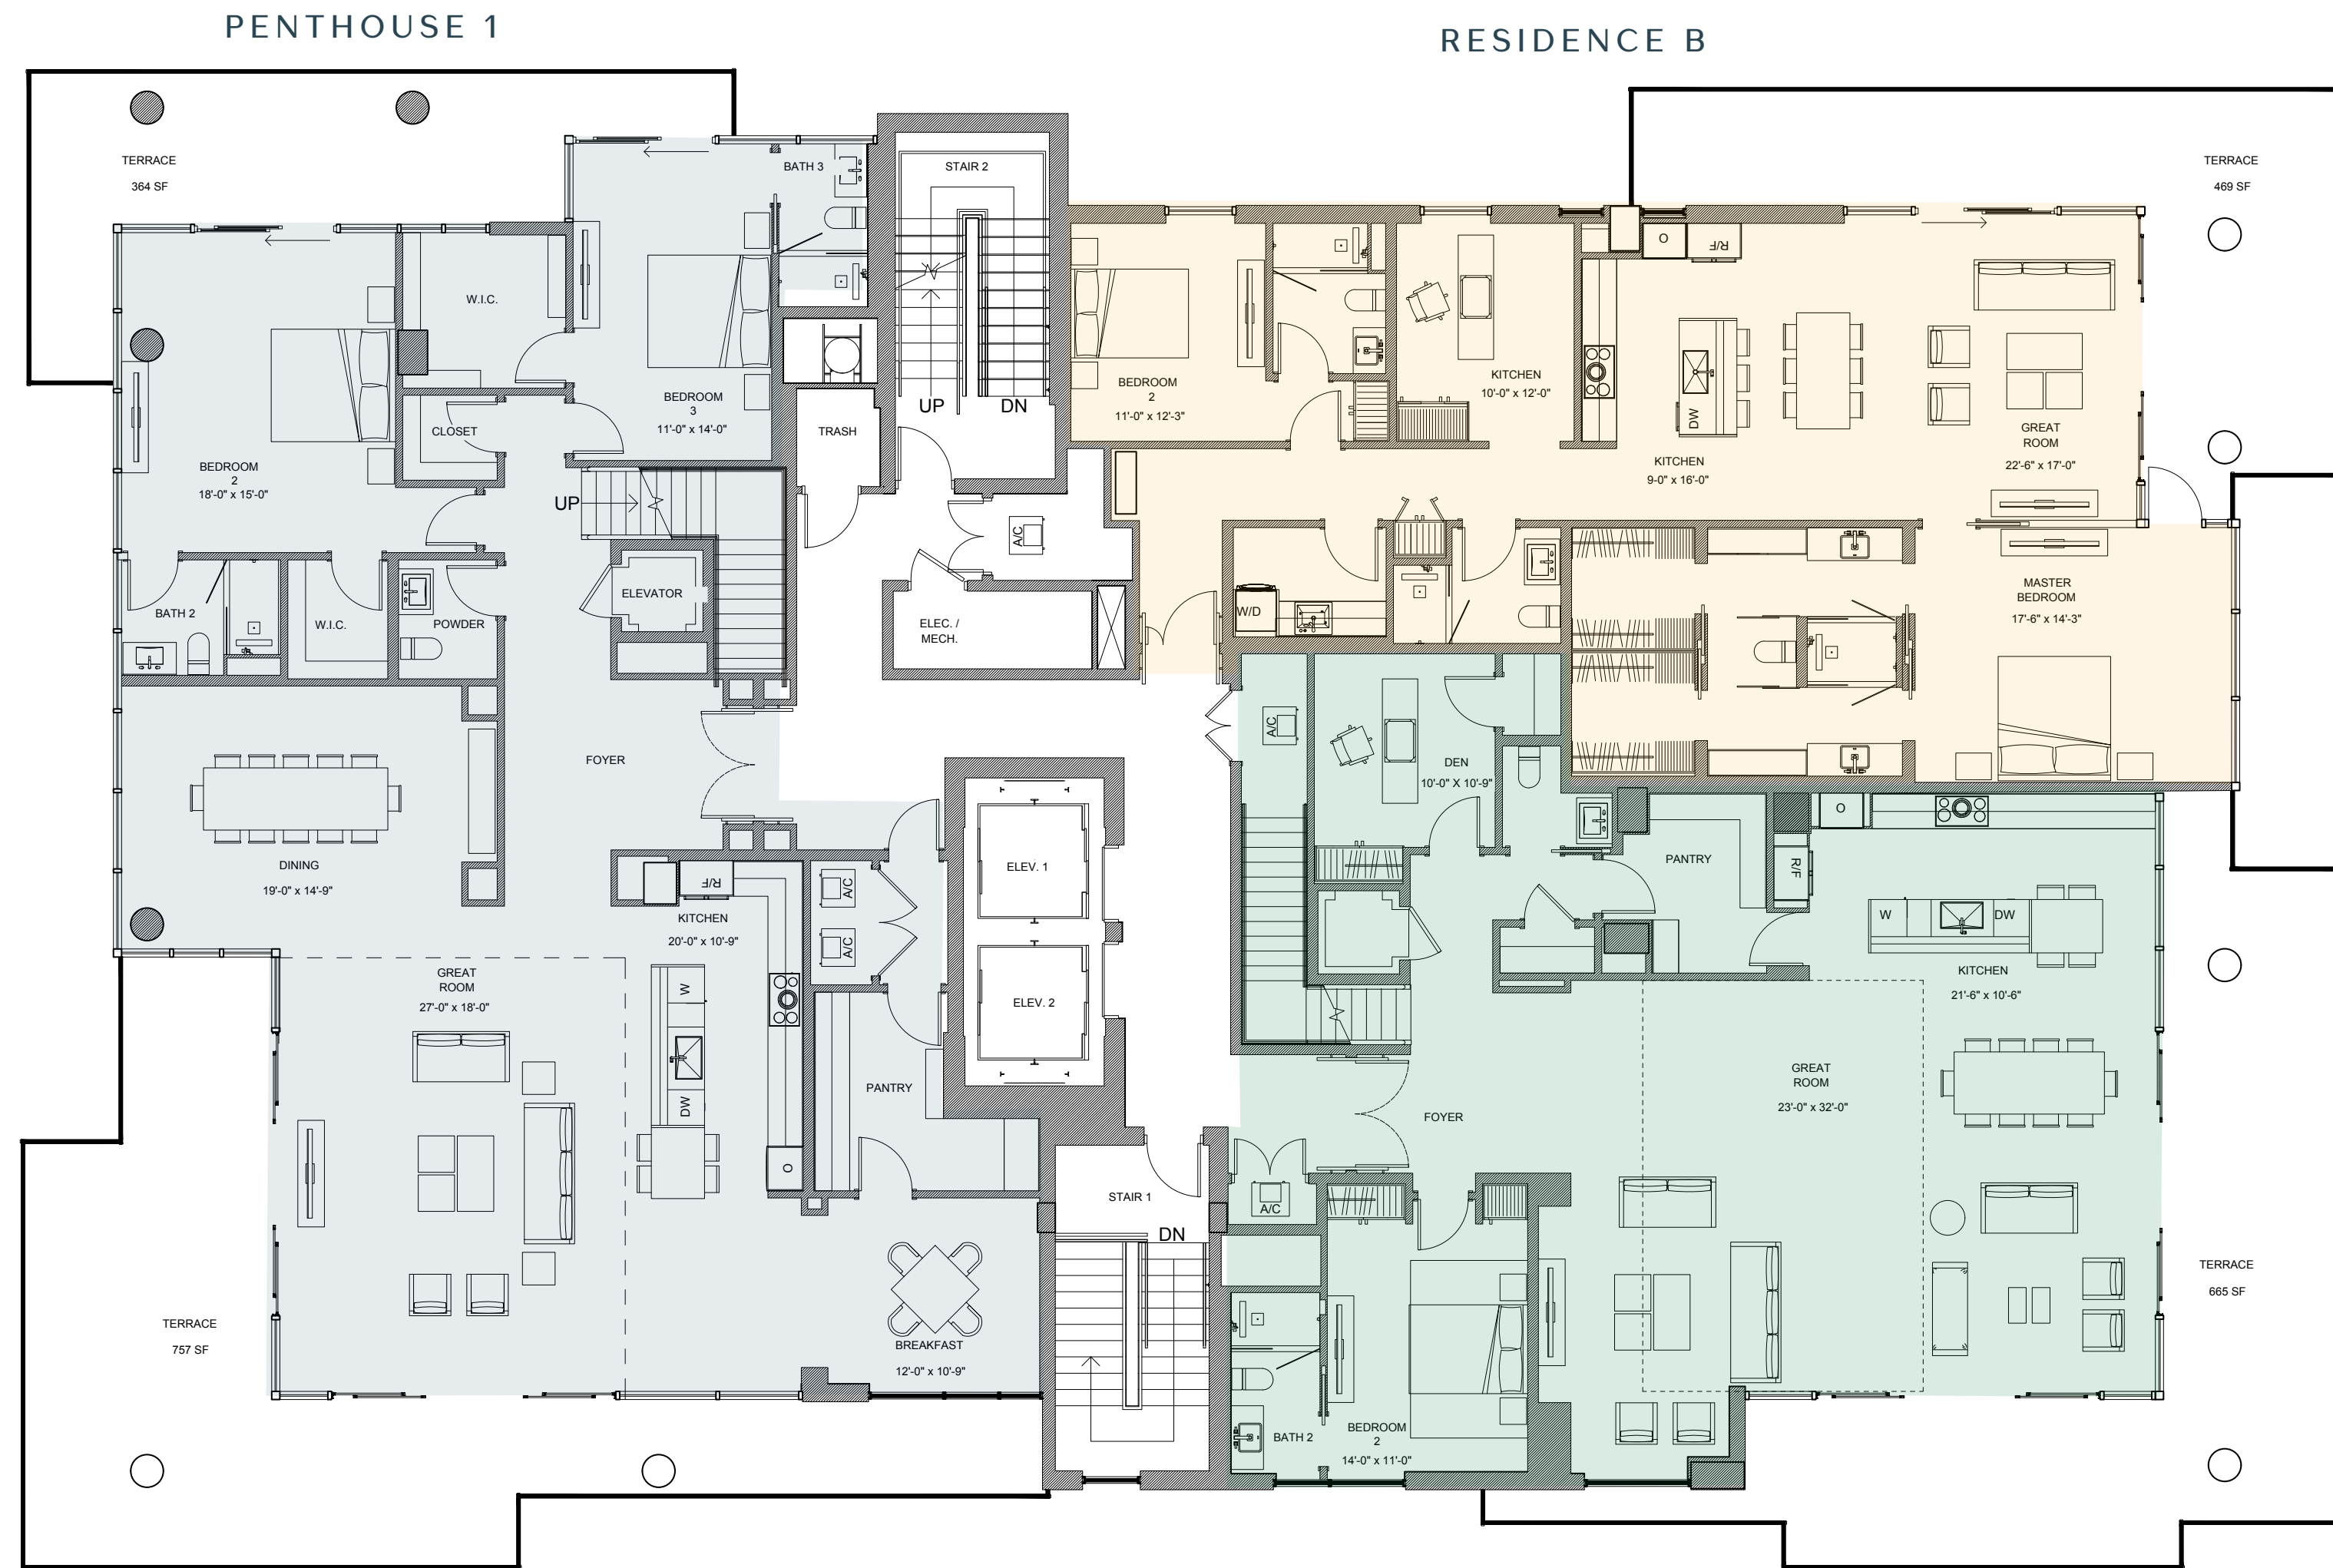 PENTHOUSE 1
RESIDENCE B
TERRACE
364 SF
BATH 3
STAIR 2
TERRACE
469 SF
W.I.C.
O
R/F
BEDROOM
3
11'-0" x 14'-0"
CLOSET
TRASH
UP
DN
BEDROOM
2
11'-0" x 12'-3"
KITCHEN
10'-0" x 12'-0"
DW
GREAT
ROOM
22'-6" x 17'-0"
KITCHEN
9-0" x 16'-0"
BEDROOM
2
18'-0" x 15'-0"
UP
A/C
ELEVATOR
BATH 2
W.I.C.
POWDER
ELEC. /
MECH.
W/D
MASTER
BEDROOM
17'-6" x 14'-3"
FOYER
A/C
DEN
10'-0" X 10'-9"
DINING
19'-0" x 14'-9"
R/F
KITCHEN
20'-0" x 10'-9"
A/C
A/C
ELEV. 1
PANTRY
O
R/F
W
DW
KITCHEN
21'-6" x 10'-6"
GREAT
ROOM
27'-0" x 18'-0"
W
DW
O
ELEV. 2
PANTRY
GREAT
ROOM
23'-0" x 32'-0"
FOYER
STAIR 1
DN
A/C
TERRACE
665 SF
TERRACE
757 SF
BREAKFAST
12'-0" x 10'-9"
BATH 2
BEDROOM
2
14'-0" x 11'-0"